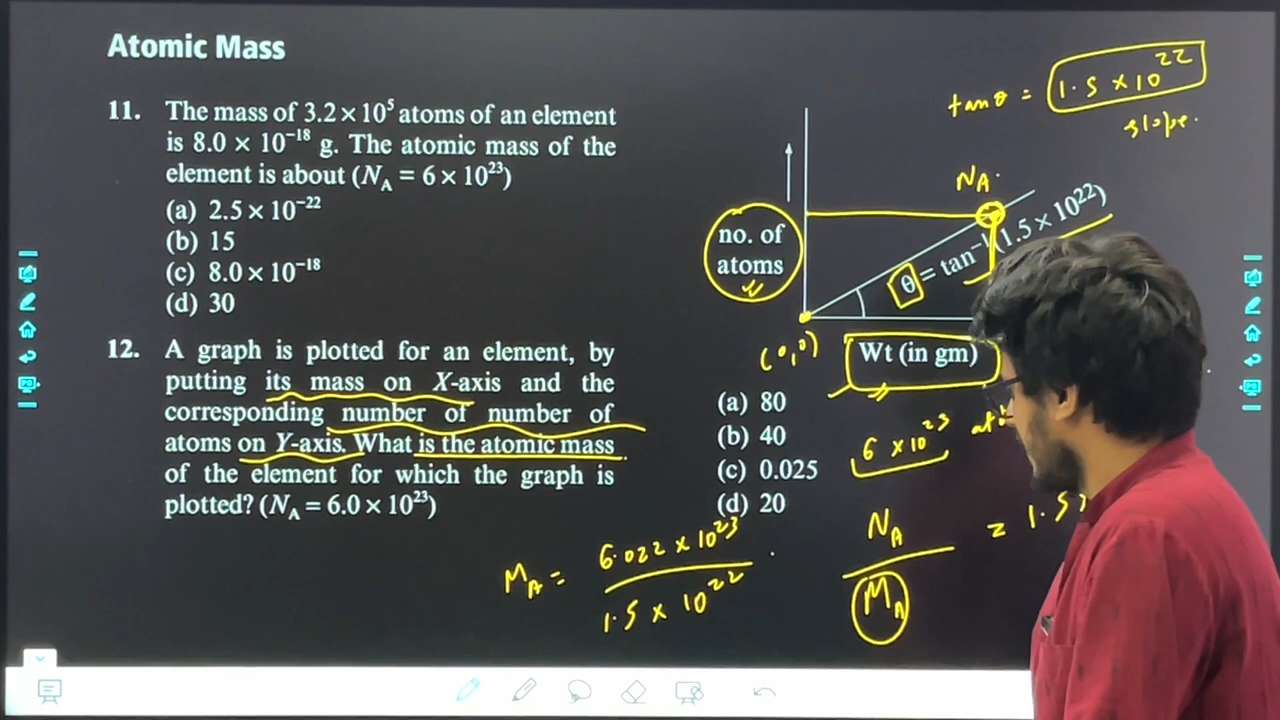 Atomic Mass
11. The mass of 3.2 × 10⁵ atoms of an element
is 8.0 × 10⁻¹⁸ g. The atomic mass of the
element is about (N_A = 6 × 10²³)
(a) 2.5 × 10⁻²²
(b) 15
(c) 8.0 × 10⁻¹⁸
(d) 30
12. A graph is plotted for an element, by
putting its mass on X-axis and the
corresponding number of number of
atoms on Y-axis. What is the atomic mass
of the element for which the graph is
plotted? (N_A = 6.0 × 10²³)
tan θ = 1.5 × 10²²
slope.
N_A
no. of
atoms
θ = tan⁻¹(1.5 × 10²²)
(0,0)
Wt (in gm)
(a) 80
(b) 40
(c) 0.025
(d) 20
6 × 10²³
N_A
M_A
= 1.5
M_A =
6.022 × 10²³
1.5 × 10²²